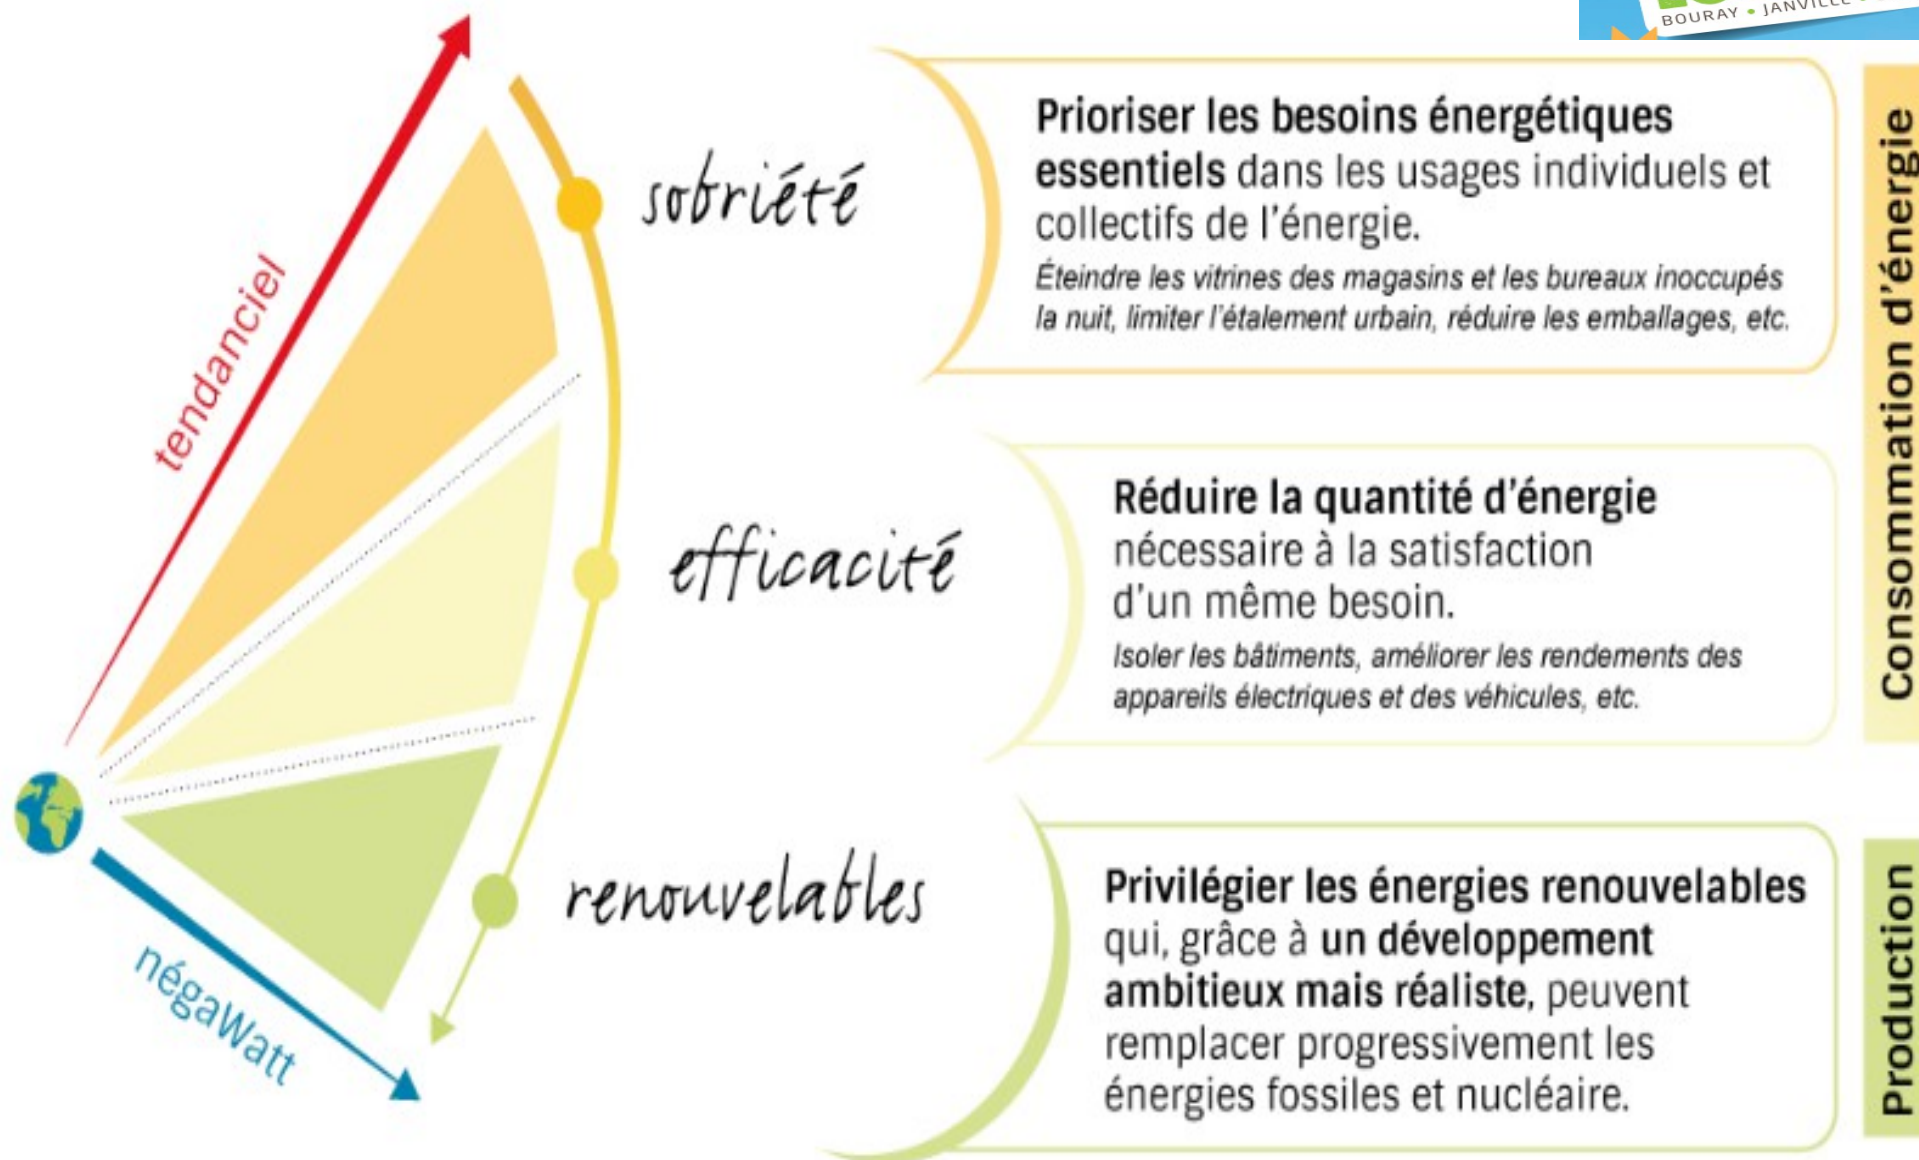 BOURAY • JANVILLE
tendanciel
négaWatt
sobriété
Prioriser les besoins énergétiques
essentiels dans les usages individuels et
collectifs de l'énergie.
Éteindre les vitrines des magasins et les bureaux inoccupés
la nuit, limiter l'étalement urbain, réduire les emballages, etc.
efficacité
Réduire la quantité d'énergie
nécessaire à la satisfaction
d'un même besoin.
Isoler les bâtiments, améliorer les rendements des
appareils électriques et des véhicules, etc.
renouvelables
Privilégier les énergies renouvelables
qui, grâce à un développement
ambitieux mais réaliste, peuvent
remplacer progressivement les
énergies fossiles et nucléaire.
Consommation d'énergie
Production